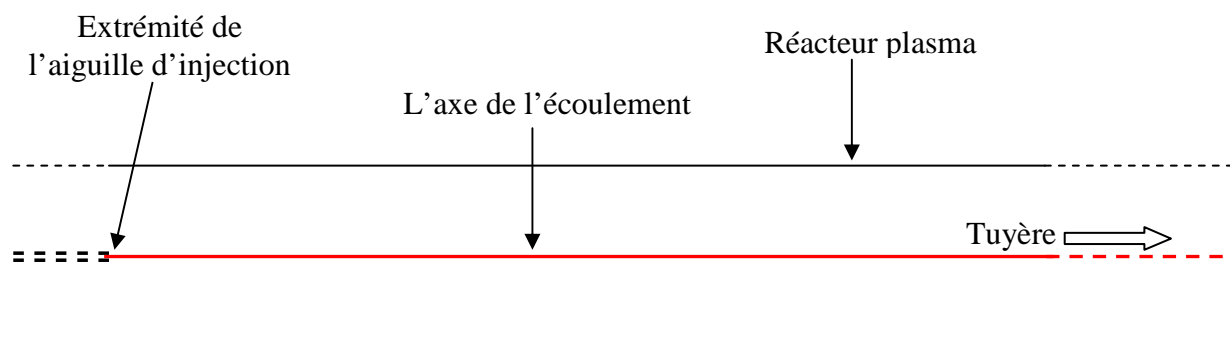 Extrémité de
l’aiguille d’injection
Réacteur plasma
L’axe de l’écoulement
Tuyère